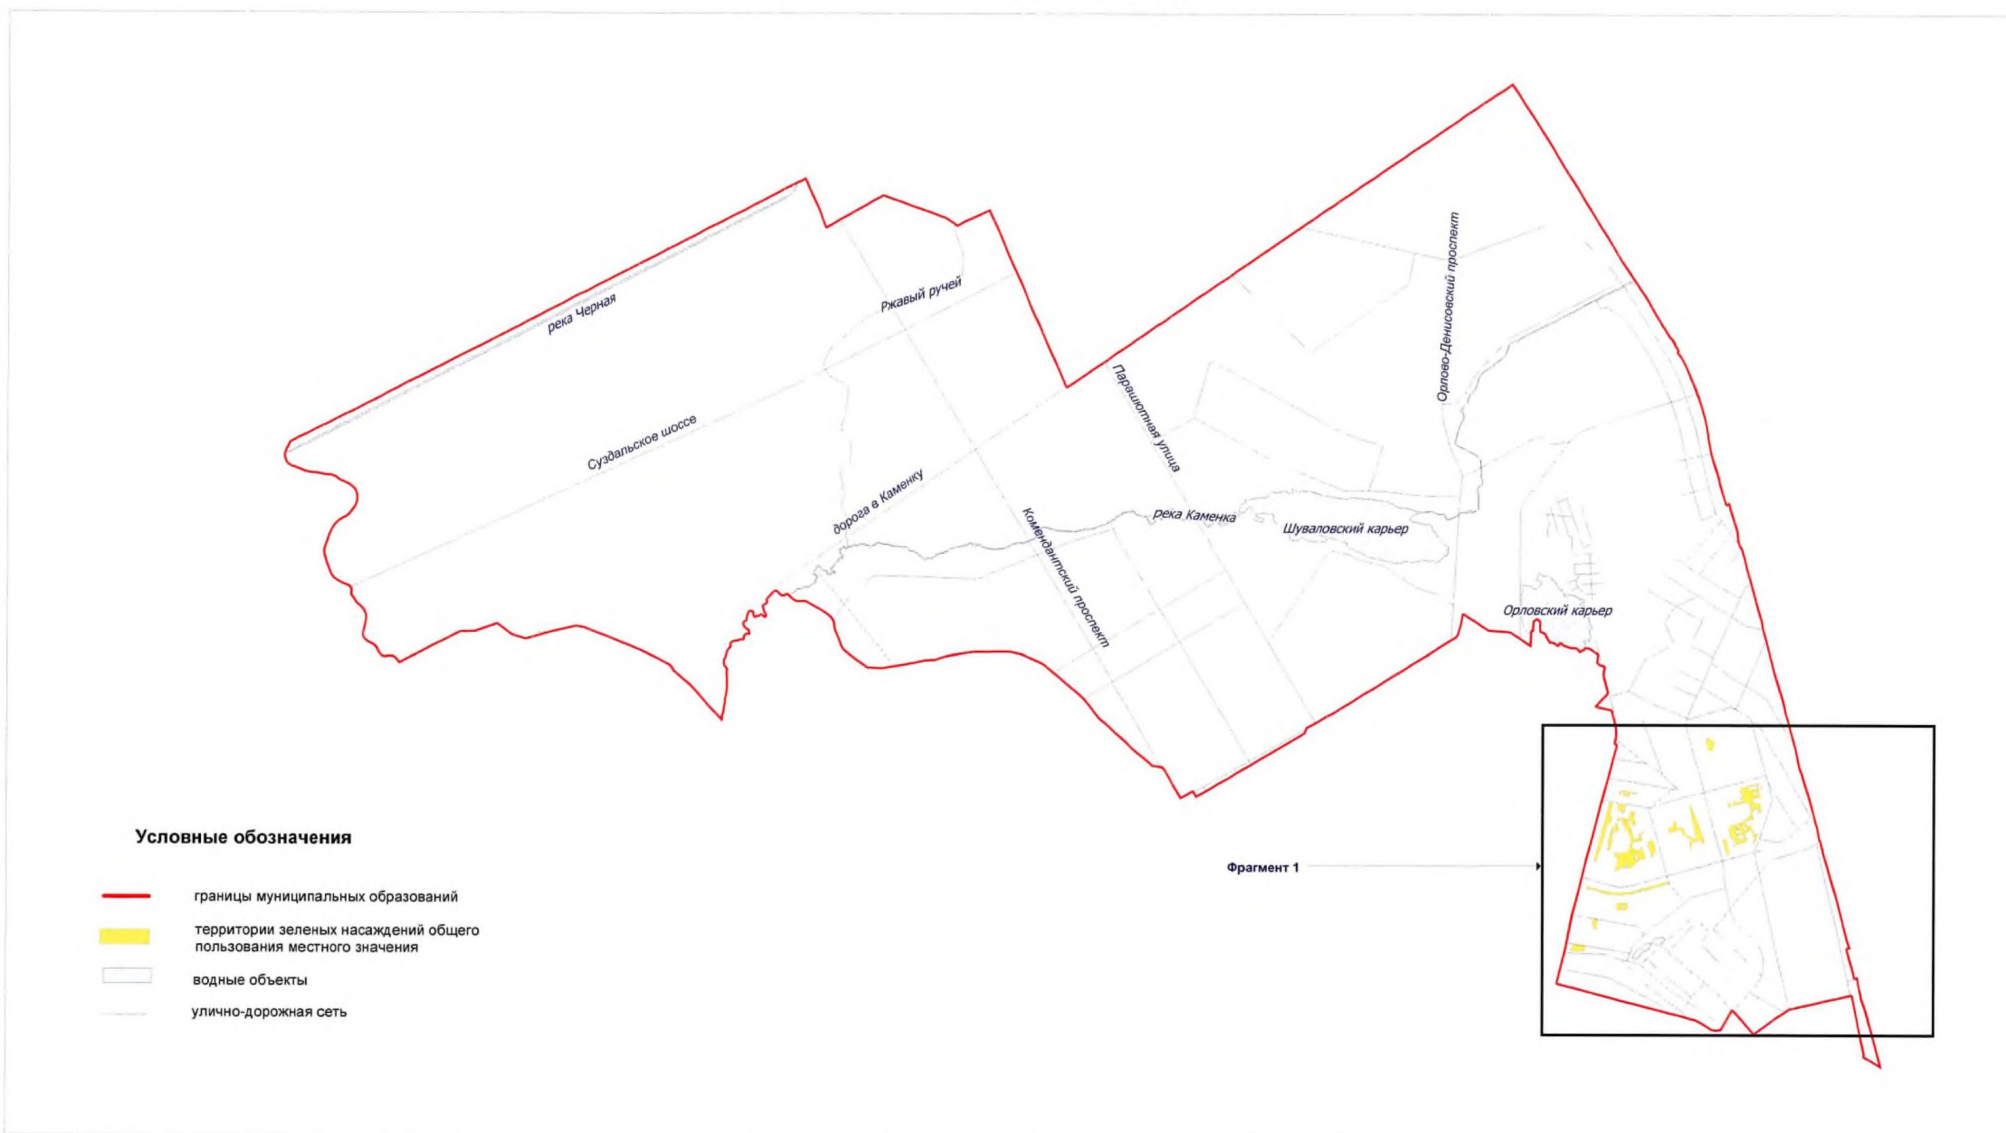 река Черная
Ржавый ручей
Орлово-Денисовский проспект
Суздальское шоссе
Парашютная улица
дорога в Каменку
Комендантский проспект
река Каменка
Шуваловский карьер
Орловский карьер
Условные обозначения
границы муниципальных образований
территории зеленых насаждений общего
пользования местного значения
водные объекты
улично-дорожная сеть
Фрагмент 1